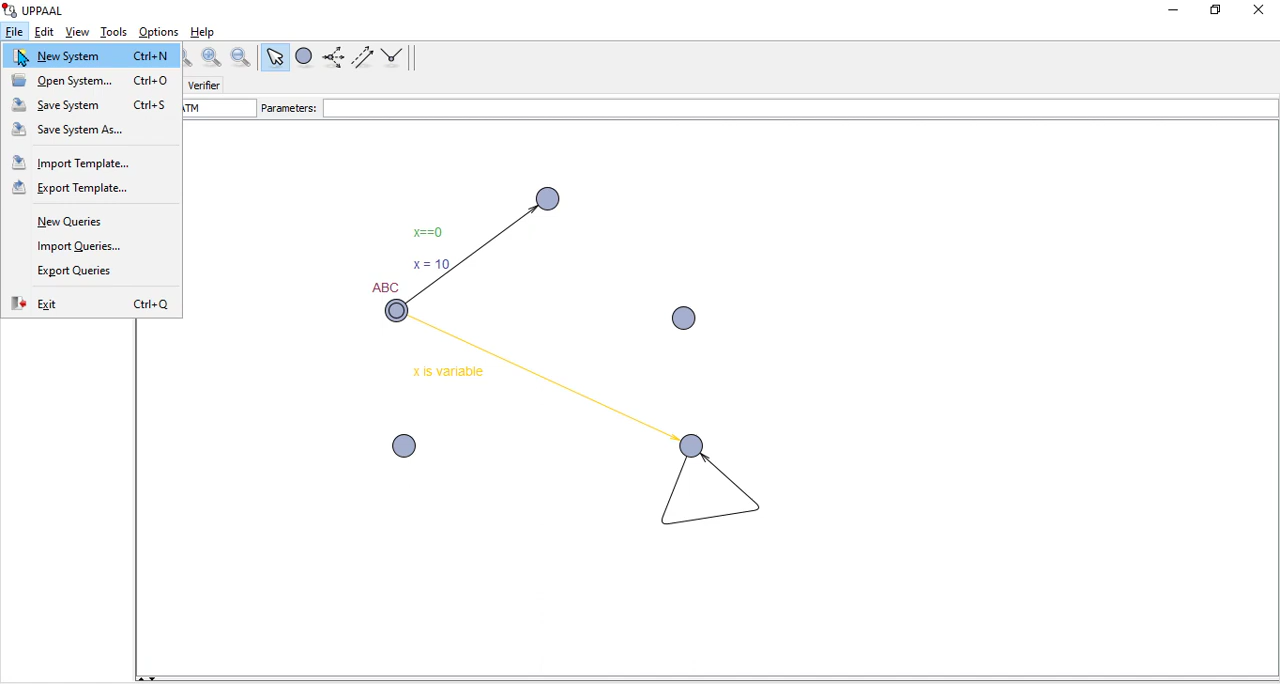 UPPAAL
File Edit View Tools Options Help
New System Ctrl+N
Open System... Ctrl+O
Save System Ctrl+S
Save System As...
Import Template...
Export Template...
New Queries
Import Queries...
Export Queries
Exit Ctrl+Q
Verifier
ATM Parameters:
x==0
x = 10
ABC
x is variable